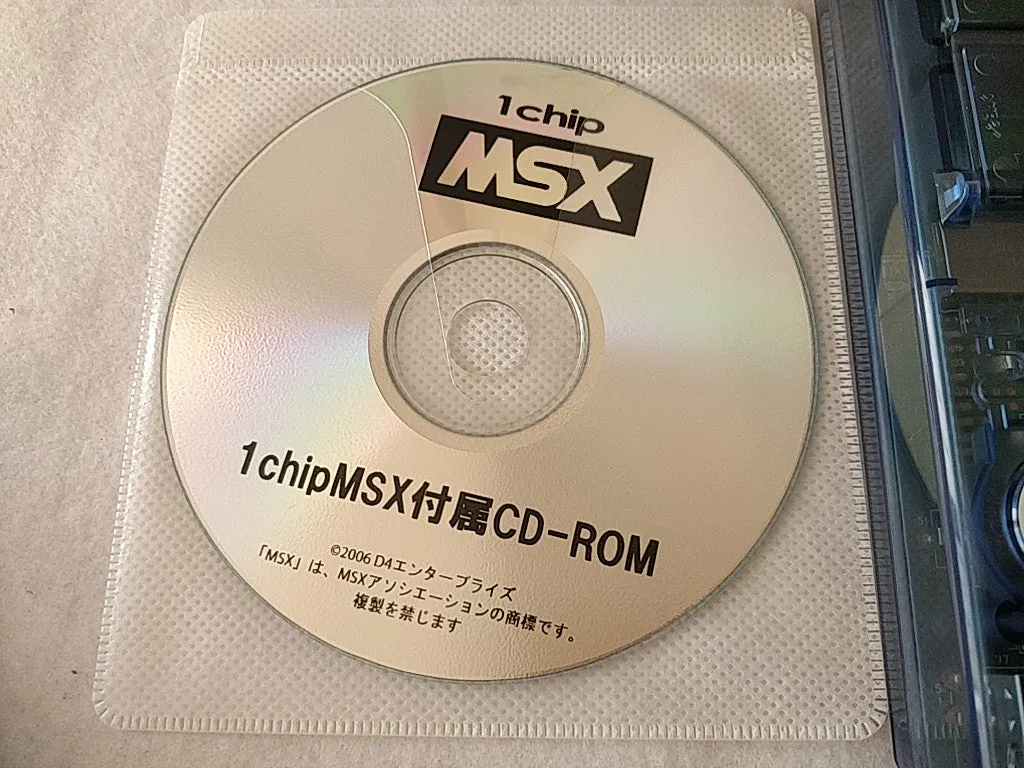 1chip
MSX
1chipMSX付属CD-ROM
©2006 D4エンタープライズ
「MSX」は、MSXアソシエーションの商標です。
複製を禁じます